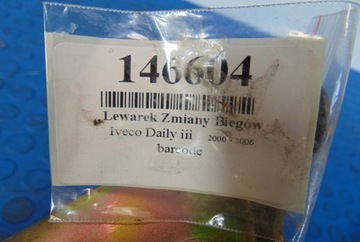 146604
Lewarek Zmiany Biegów
Iveco Daily iii 2000 - 2006
barcode